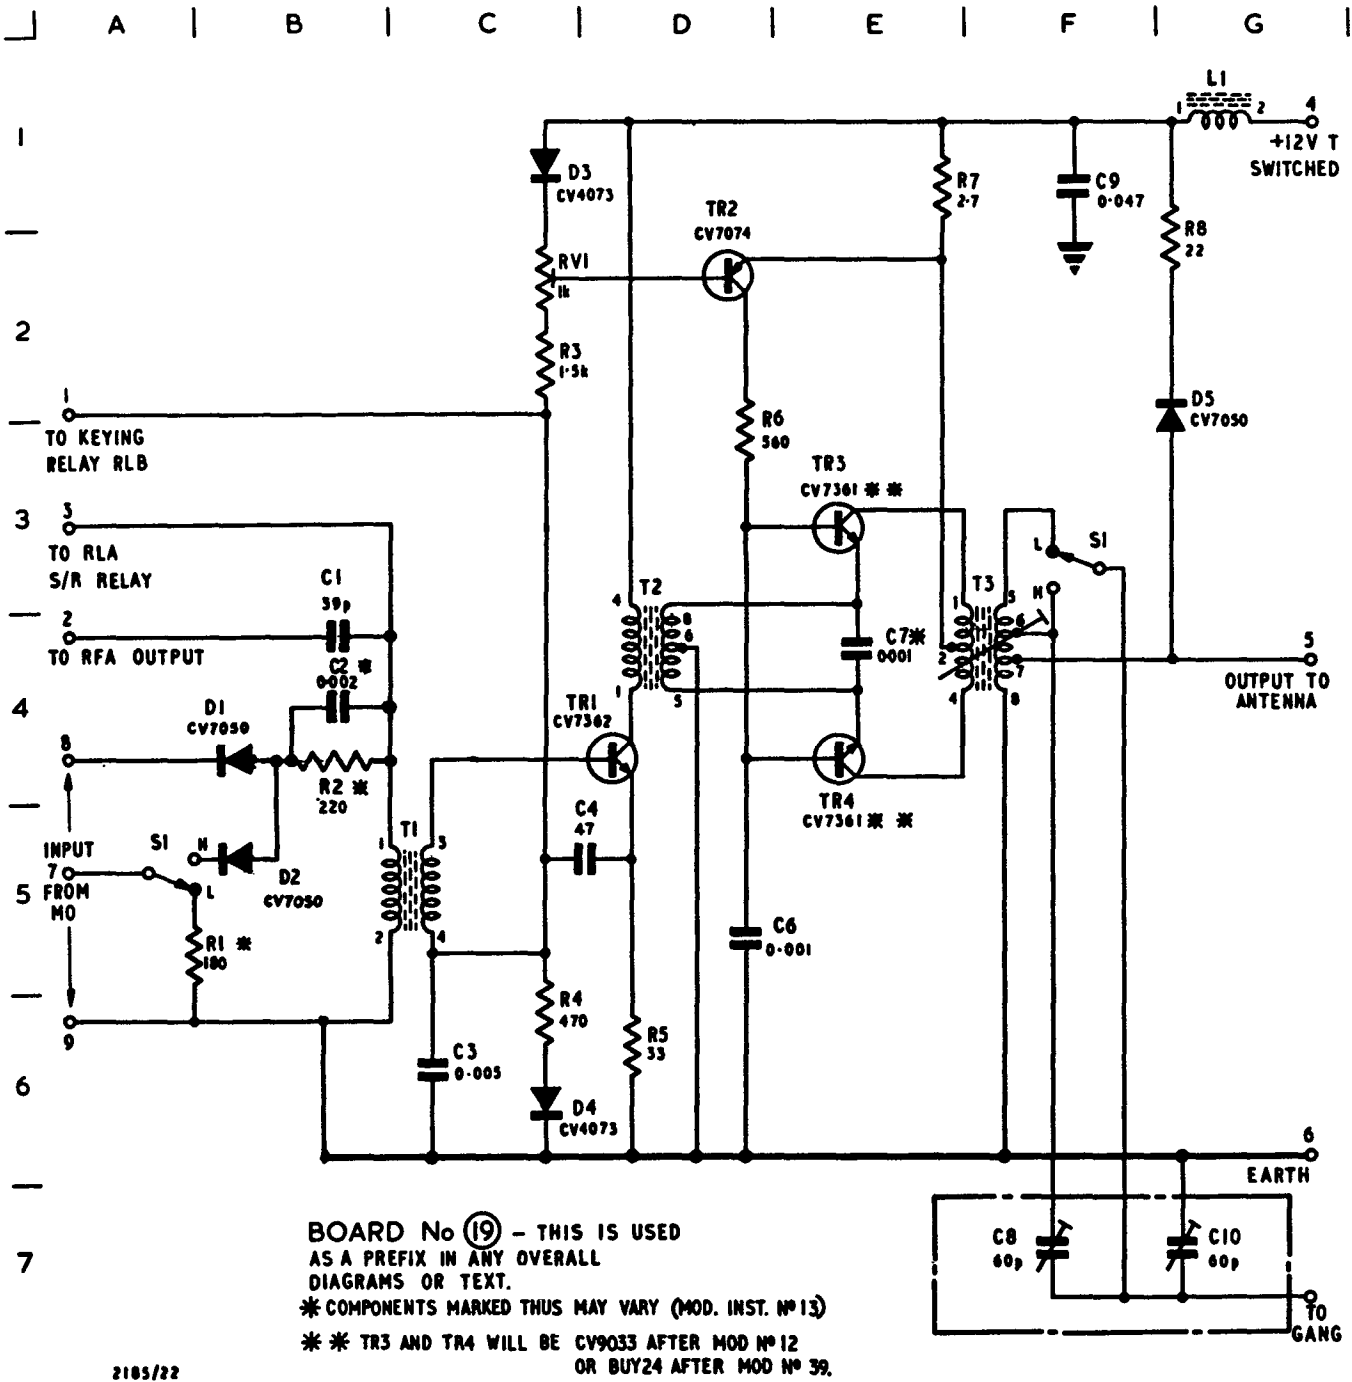 A B C D E F G
L1
1 2 4
+12V T
SWITCHED
1
D3
CV4073
R7
2·7
C9
0·047
TR2
CV7074
R8
22
RV1
1k
2
R3
1·5k
1
TO KEYING
RELAY RLB
R6
560
D5
CV7050
TR3
CV7361 ✱ ✱
3
3
TO RLA
S/R RELAY
L
S1
H
C1
39p
T2
T3
4
1 5
2
TO RFA OUTPUT
8
6
C7✱
0·001
2
6
7
5
OUTPUT TO
ANTENNA
C2 ✱
0·002
1
5
4
8
4
D1
CV7050
TR1
CV7362
8
R2 ✱
220
TR4
CV7361✱ ✱
C4
47
T1
1 3
S1
H
INPUT
7
FROM
MO
L
D2
CV7050
5
2 4
R1 ✱
180
C6
0·001
9
R4
470
R5
33
C3
0·005
6
D4
CV4073
6
EARTH
C8
60p
C10
60p
7
TO
GANG
BOARD No 19 – THIS IS USED
AS A PREFIX IN ANY OVERALL
DIAGRAMS OR TEXT.
✱ COMPONENTS MARKED THUS MAY VARY (MOD. INST. Nº 13)
✱ ✱ TR3 AND TR4 WILL BE CV9033 AFTER MOD Nº 12
OR BUY24 AFTER MOD Nº 39.
2185/22